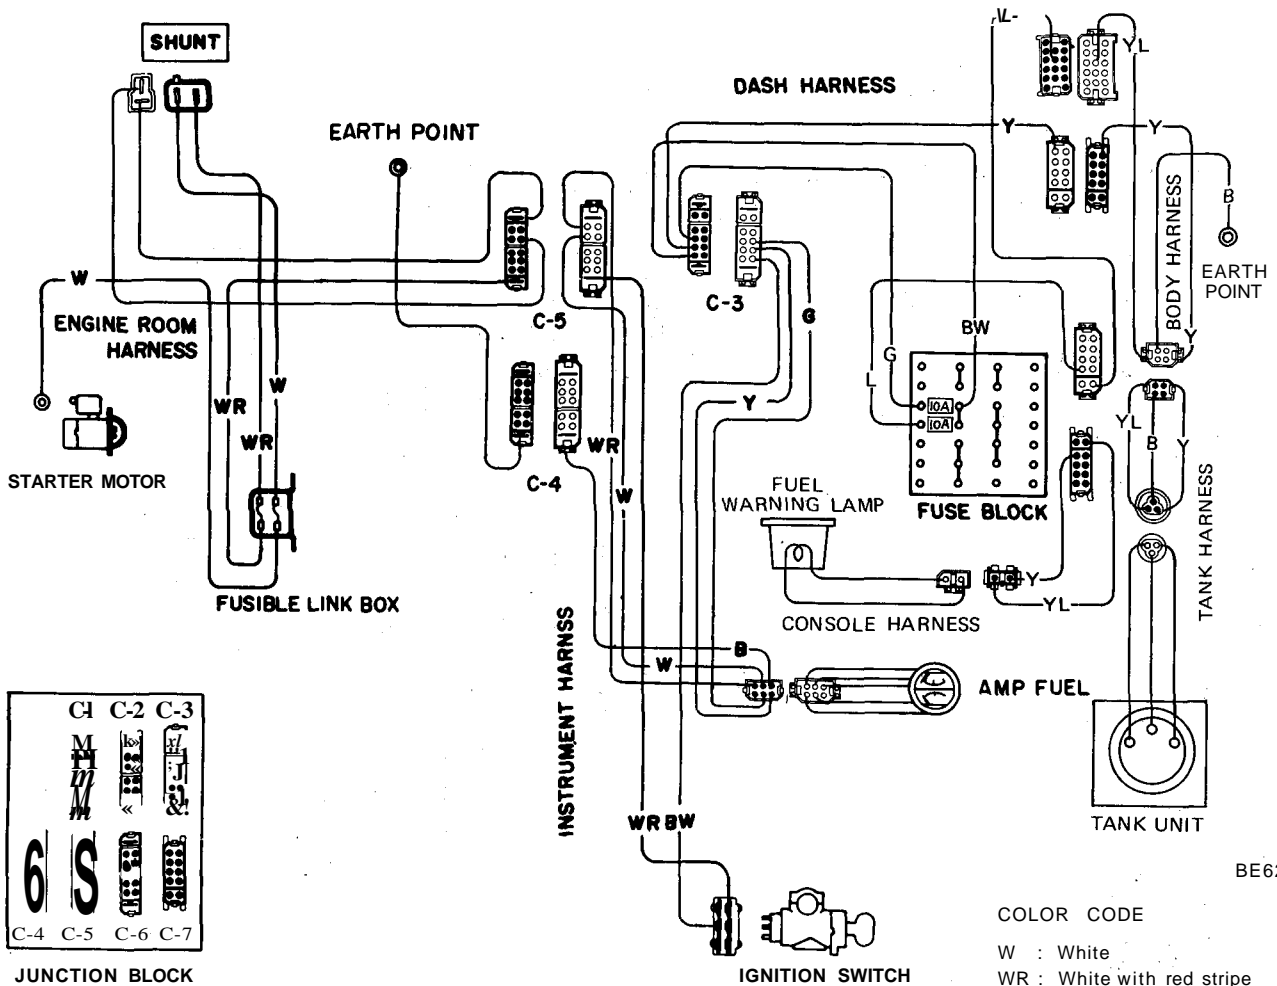 SHUNT
EARTH POINT
DASH HARNESS
YL
Y
Y
B
BODY HARNESS
EARTH
POINT
Y
W
ENGINE ROOM
HARNESS
C-5
C-3
G
BW
G
L
W
WR
WR
WR
W
Y
C-4
STARTER MOTOR
10A
10A
FUSE BLOCK
YL
B
Y
TANK HARNESS
FUEL
WARNING LAMP
Y
YL
CONSOLE HARNESS
FUSIBLE LINK BOX
INSTRUMENT HARNSS
B
W
AMP FUEL
TANK UNIT
WR BW
C-2 C-3
6 S
C-4 C-5 C-6 C-7
JUNCTION BLOCK
IGNITION SWITCH
BE62
COLOR CODE
W : White
WR : White with red stripe